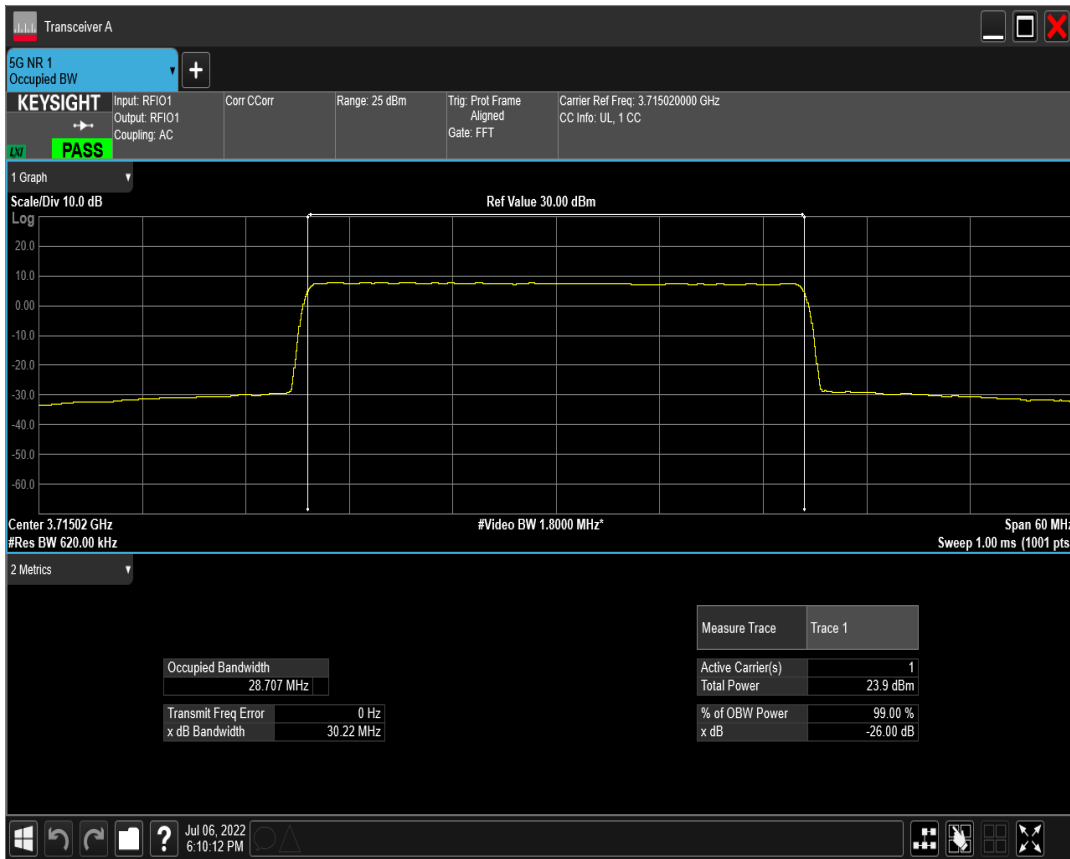 Transceiver A
5G NR 1
Occupied BW
+
KEYSIGHT
LXI
PASS
Input: RFIO1
Output: RFIO1
Coupling: AC
Corr CCorr
Range: 25 dBm
Trig: Prot Frame
Aligned
Gate: FFT
Carrier Ref Freq: 3.715020000 GHz
CC Info: UL, 1 CC
1 Graph
Scale/Div 10.0 dB
Ref Value 30.00 dBm
Log
20.0
10.0
0.00
-10.0
-20.0
-30.0
-40.0
-50.0
-60.0
Center 3.71502 GHz
#Video BW 1.8000 MHz*
Span 60 MHz
#Res BW 620.00 kHz
Sweep 1.00 ms (1001 pts
2 Metrics
Measure Trace Trace 1
Occupied Bandwidth
28.707 MHz
Active Carrier(s) 1
Total Power 23.9 dBm
Transmit Freq Error 0 Hz
x dB Bandwidth 30.22 MHz
% of OBW Power 99.00 %
x dB -26.00 dB
?
Jul 06, 2022
6:10:12 PM